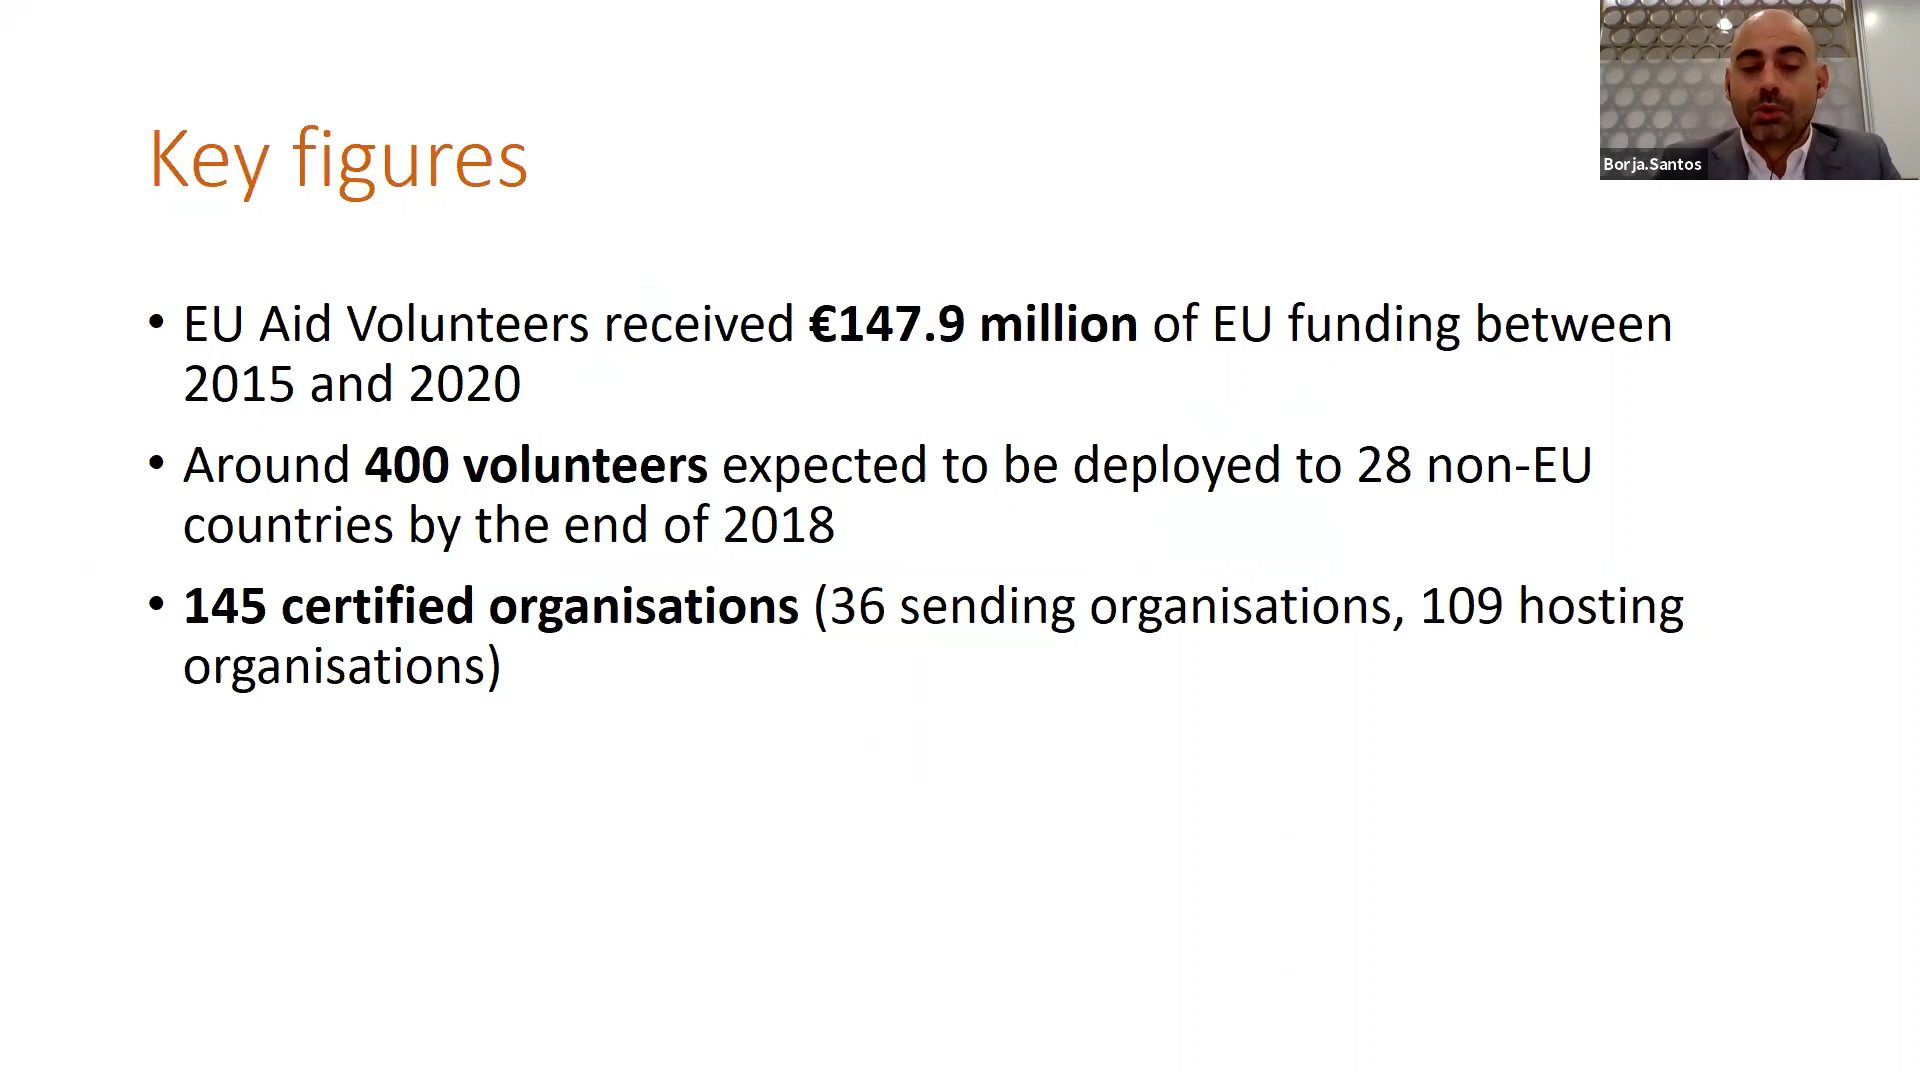 Key figures
Borja.Santos
• EU Aid Volunteers received €147.9 million of EU funding between
2015 and 2020
• Around 400 volunteers expected to be deployed to 28 non-EU
countries by the end of 2018
• 145 certified organisations (36 sending organisations, 109 hosting
organisations)